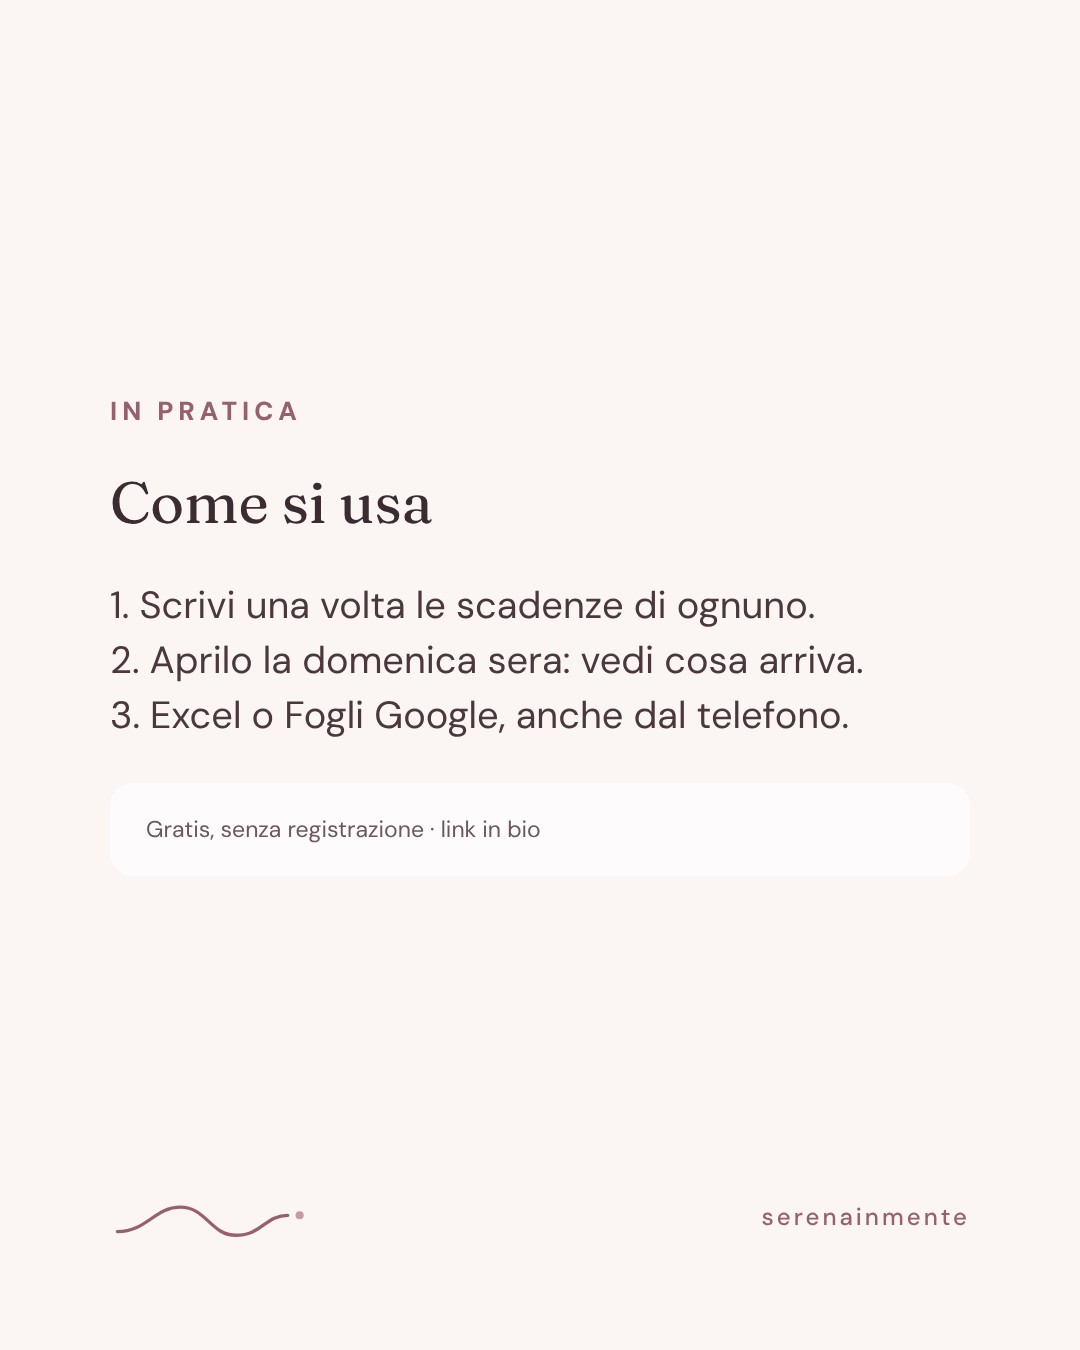 IN PRATICA
Come si usa
1. Scrivi una volta le scadenze di ognuno.
2. Aprilo la domenica sera: vedi cosa arriva.
3. Excel o Fogli Google, anche dal telefono.
Gratis, senza registrazione · link in bio
serenainmente